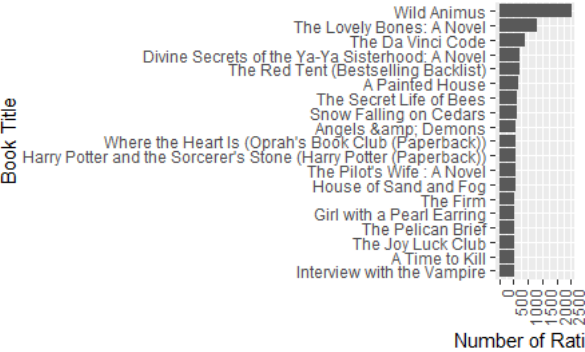 Wild Animus
The Lovely Bones: A Novel
The Da Vinci Code
Divine Secrets of the Ya-Ya Sisterhood: A Novel
The Red Tent (Bestselling Backlist)
A Painted House
The Secret Life of Bees
Snow Falling on Cedars
Angels &amp; Demons
Where the Heart Is (Oprah's Book Club (Paperback))
Harry Potter and the Sorcerer's Stone (Harry Potter (Paperback))
The Pilot's Wife : A Novel
House of Sand and Fog
The Firm
Girl with a Pearl Earring
The Pelican Brief
The Joy Luck Club
A Time to Kill
Interview with the Vampire
Book Title
0
500
1000
1500
2000
2500
Number of Rati